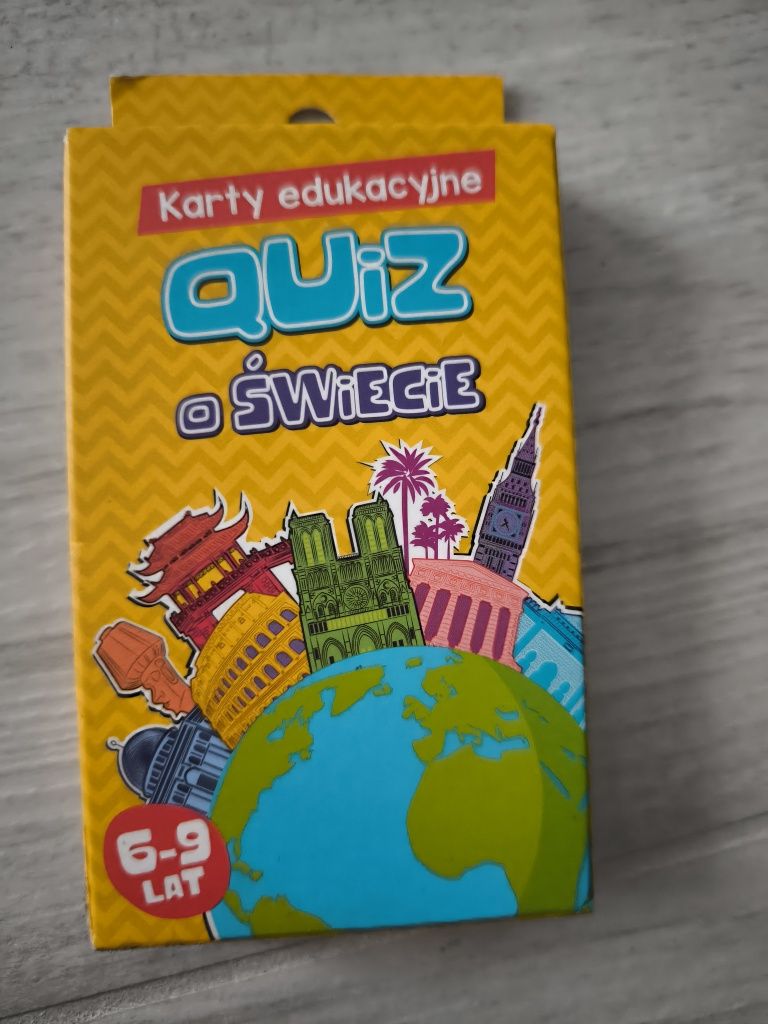 Karty edukacyjne
QUiZ
o ŚWiECiE
6-9
LAT